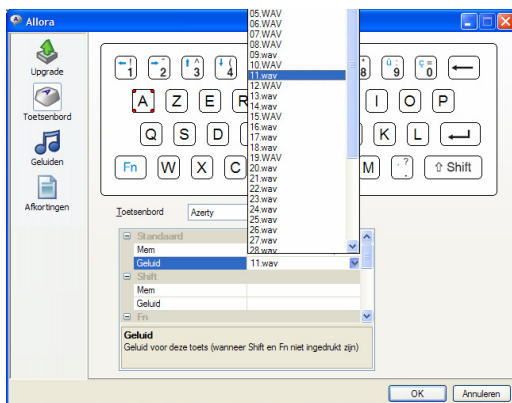 Allora
Upgrade
Toetsenbord
Geluiden
Afkortingen
! 1
2
^ 3
( 4
8
û : 9
ç = 0
A Z E R I O P
Q S D K L
Fn W X C M . ? ⇧ Shift
05.WAV
06.WAV
07.WAV
08.WAV
09.wav
10.WAV
11.wav
12.WAV
13.wav
14.wav
15.WAV
16.wav
17.wav
18.wav
19.WAV
20.wav
21.wav
22.wav
23.wav
24.wav
25.wav
26.wav
27.wav
28.wav
Toetsenbord Azerty
Standaard
Mem
Geluid 11.wav
Shift
Mem
Geluid
Fn
Geluid
Geluid voor deze toets (wanneer Shift en Fn niet ingedrukt zijn)
OK Annuleren